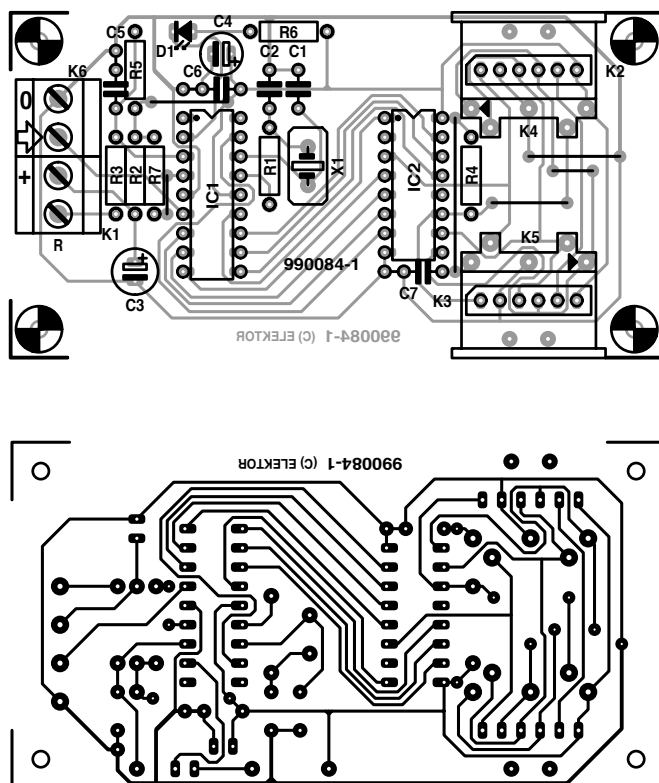 C4
D1
R6
C5
C2 C1
K6
R5
C6
K2
0
K4
X1
R3 R2 R7
IC1
R1
IC2
R4
+
R
K1
K5
990084-1
C3
C7
K3
990084-1 (C) ELEKTOR
990084-1 (C) ELEKTOR